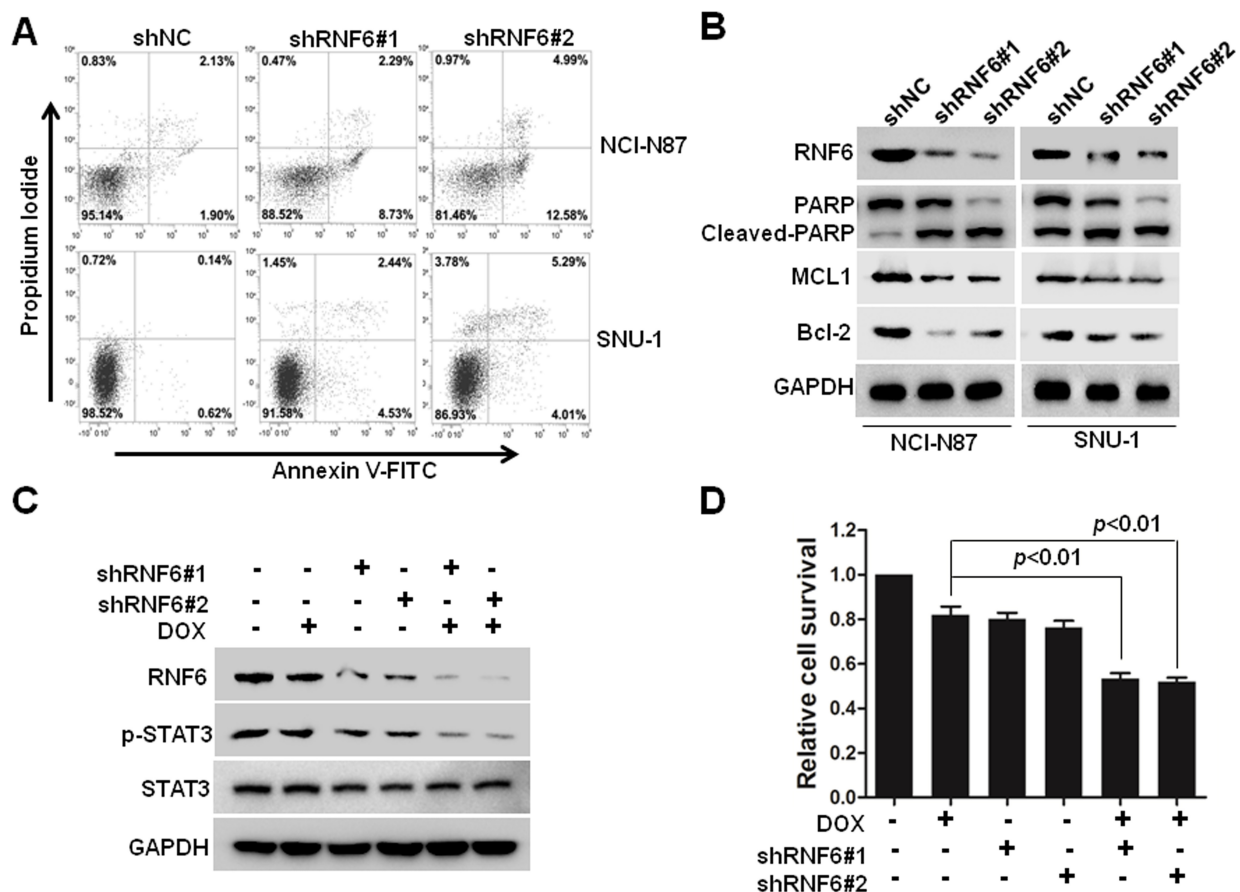 A
shNC shRNF6#1 shRNF6#2
0.83% 2.13% 0.47% 2.29% 0.97% 4.99%
NCI-N87
95.14% 1.90% 88.52% 8.73% 81.46% 12.58%
0.72% 0.14% 1.45% 2.44% 3.78% 5.29%
SNU-1
98.52% 0.62% 91.58% 4.53% 86.93% 4.01%
Propidium Iodide
Annexin V-FITC
B
shNC shRNF6#1 shRNF6#2 shNC shRNF6#1 shRNF6#2
RNF6
PARP
Cleaved-PARP
MCL1
Bcl-2
GAPDH
NCI-N87 SNU-1
C
shRNF6#1 - - + - + -
shRNF6#2 - - - + - +
DOX - + - - + +
RNF6
p-STAT3
STAT3
GAPDH
D
Relative cell survival
1.2
1.0
0.8
0.6
0.4
0.2
0.0
p<0.01
p<0.01
DOX - + - - + +
shRNF6#1 - - + - + -
shRNF6#2 - - - + - +